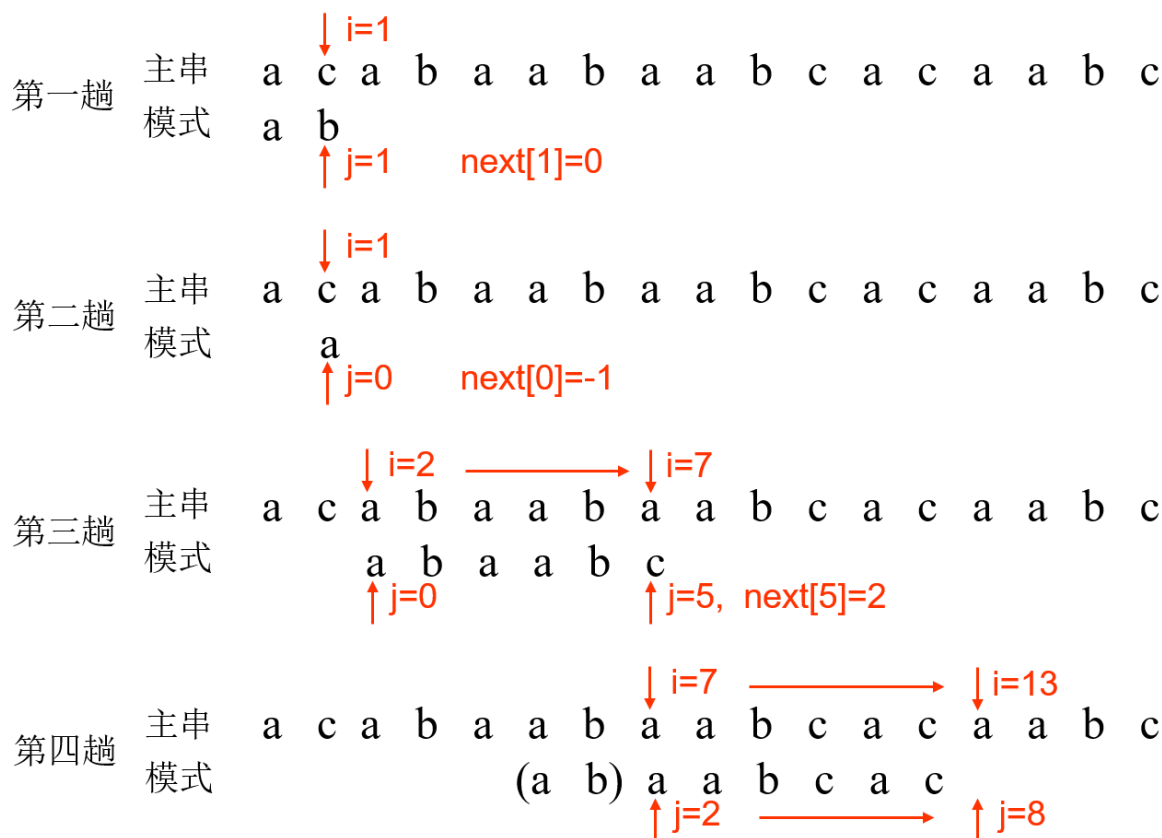 i=1
第一趟
主串 a c a b a a b a a b c a c a a b c
模式 a b
j=1 next[1]=0
i=1
第二趟
主串 a c a b a a b a a b c a c a a b c
模式 a
j=0 next[0]=-1
i=2 i=7
第三趟
主串 a c a b a a b a a b c a c a a b c
模式 a b a a b c
j=0 j=5, next[5]=2
i=7 i=13
第四趟
主串 a c a b a a b a a b c a c a a b c
模式 (a b) a a b c a c
j=2 j=8